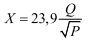 X = 23,9 Q/√P